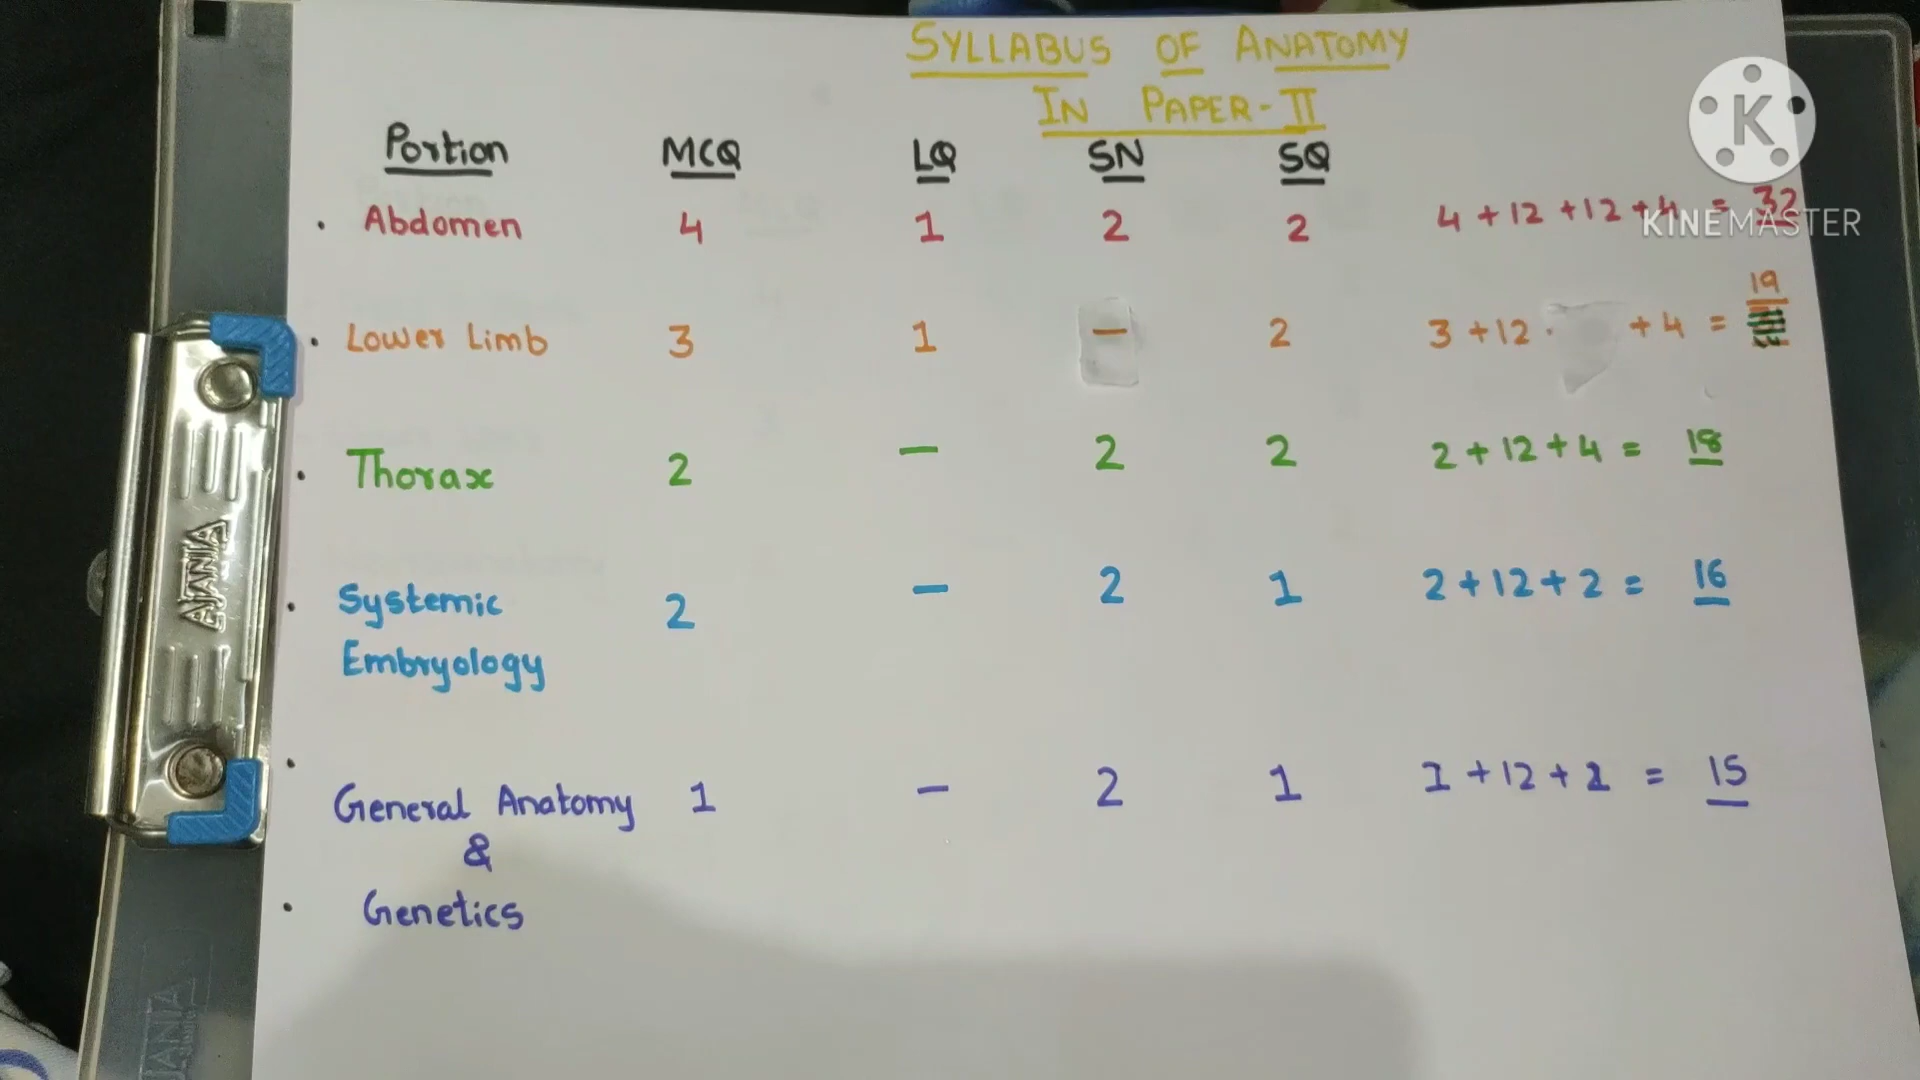 SYLLABUS OF ANATOMY
IN PAPER-II
Portion MCQ LQ SN SQ
• Abdomen 4 1 2 2 4+12+12+4 = 32
K
KINEMASTER
19
• Lower Limb 3 1 — 2 3+12 +4 =
• Thorax 2 — 2 2 2+12+4 = 18
• Systemic 2 — 2 1 2+12+2 = 16
Embryology
• General Anatomy 1 — 2 1 1+12+2 = 15
&
• Genetics
AJANTA